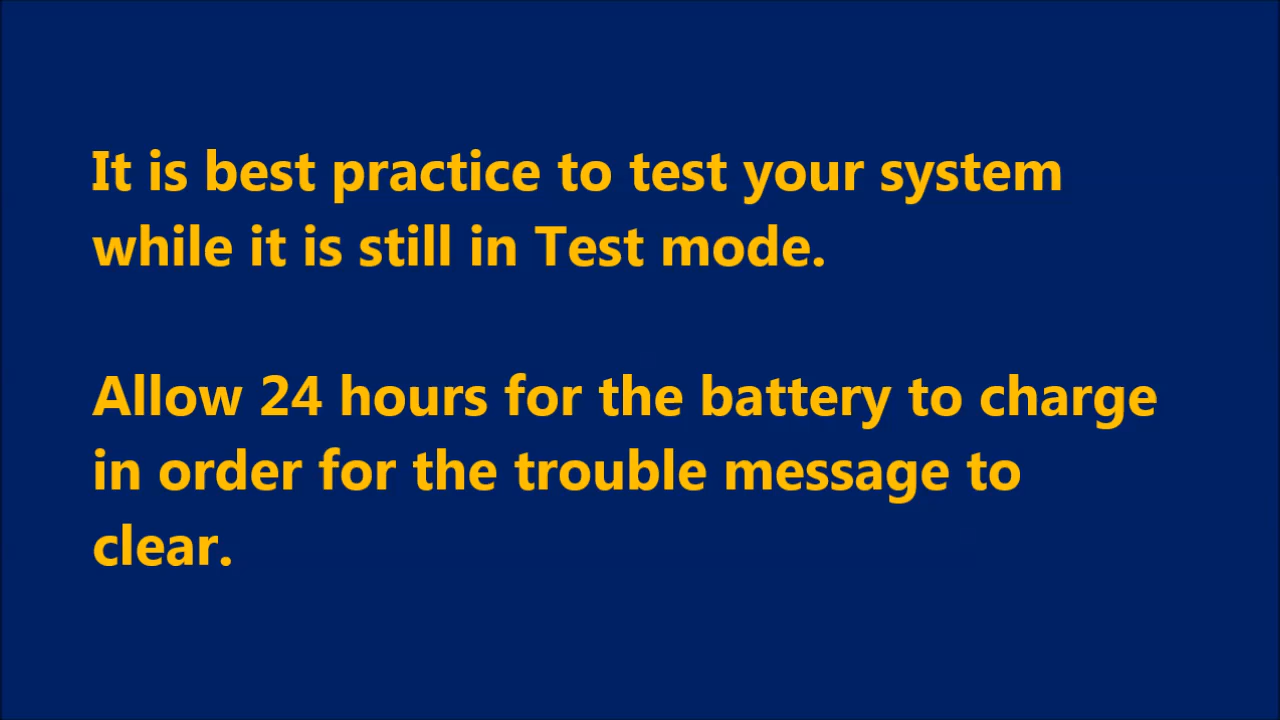 It is best practice to test your system
while it is still in Test mode.
Allow 24 hours for the battery to charge
in order for the trouble message to
clear.